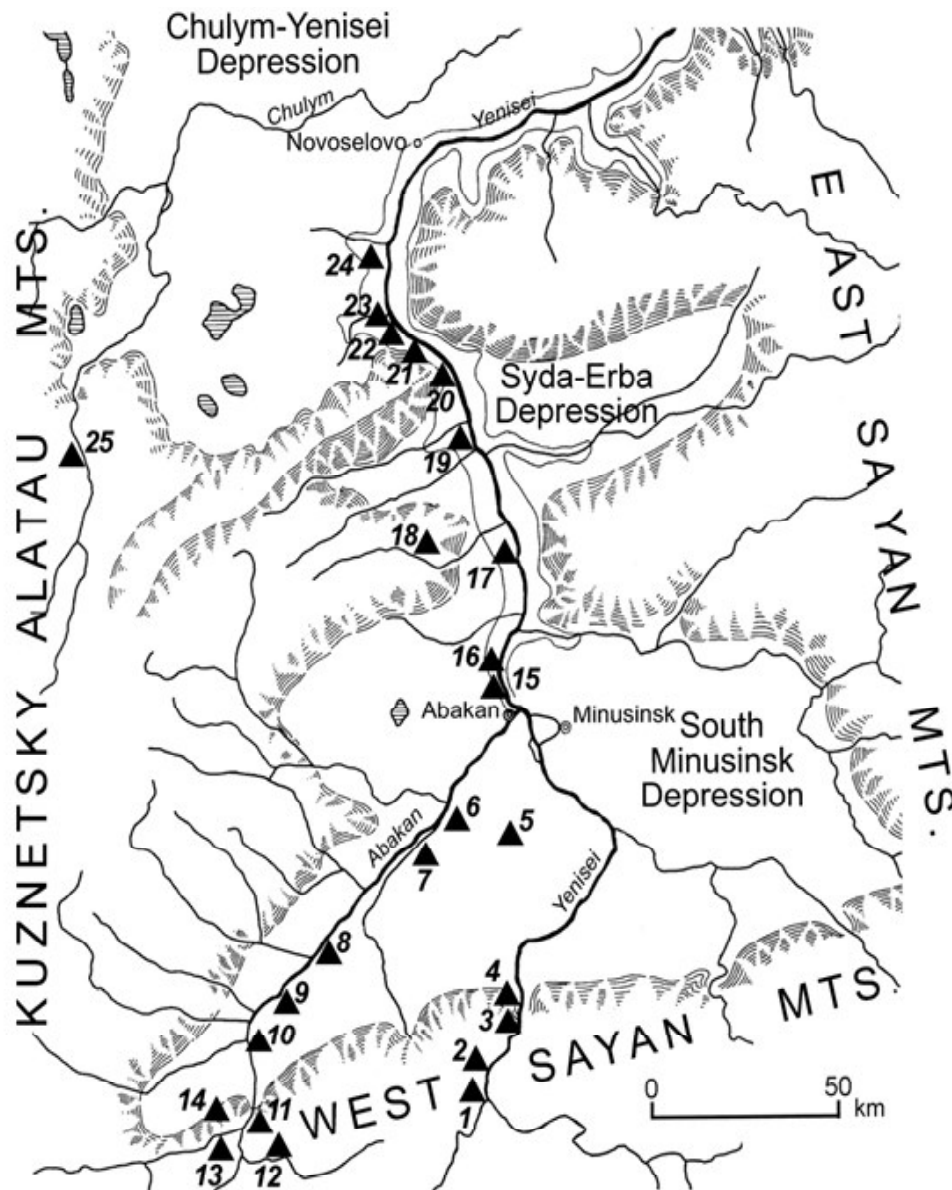 Chulym-Yenisei
Depression
Chulym
Yenisei
Novoselovo
EAST SAYAN MTS.
KUZNETSKY ALATAU MTS.
24
23
22
21
20
Syda-Erba
Depression
25
19
18
17
16
15
Abakan
Minusinsk
South
Minusinsk
Depression
6
5
Abakan
7
Yenisei
8
4
9
3
10
2
WEST SAYAN MTS.
0 50
km
14
11
1
13
12